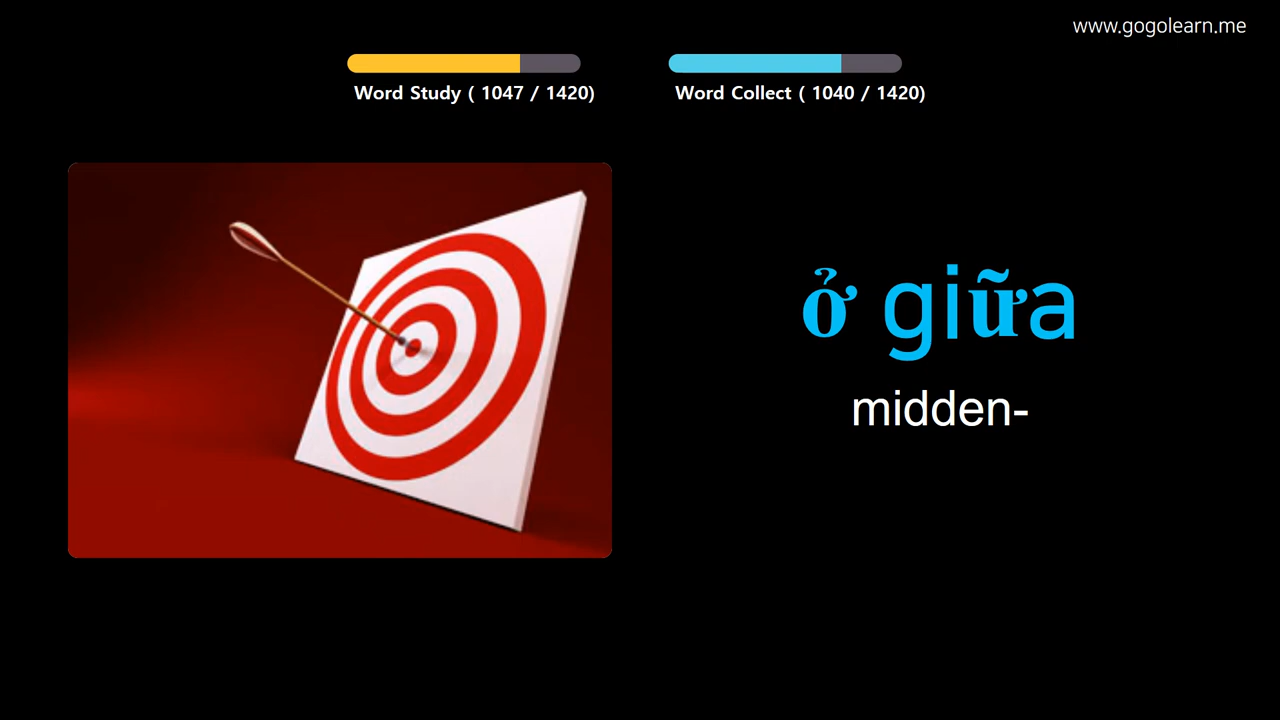 www.gogolearn.me
Word Study ( 1047 / 1420)
Word Collect ( 1040 / 1420)
ở giữa
midden-